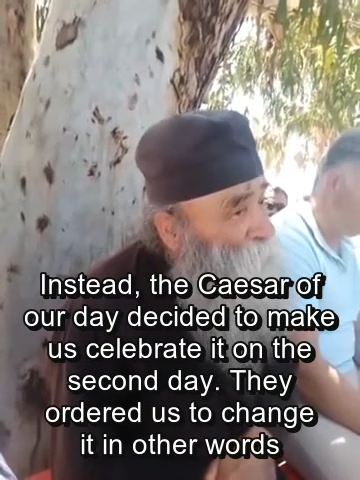 Instead, the Caesar of
our day decided to make
us celebrate it on the
second day. They
ordered us to change
it in other words